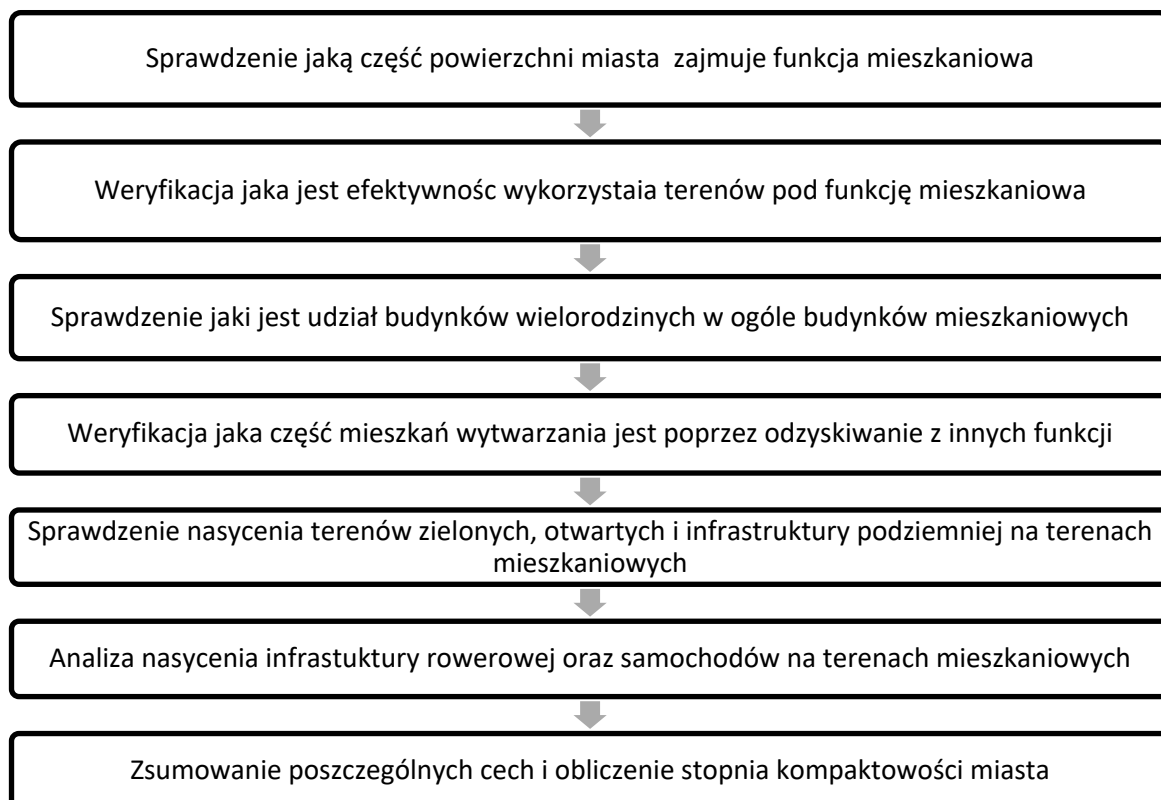 Sprawdzenie jaką część powierzchni miasta  zajmuje funkcja mieszkaniowa
Weryfikacja jaka jest efektywnośc wykorzystaia terenów pod funkcję mieszkaniowa
Sprawdzenie jaki jest udział budynków wielorodzinych w ogóle budynków mieszkaniowych
Weryfikacja jaka część mieszkań wytwarzania jest poprzez odzyskiwanie z innych funkcji
Sprawdzenie nasycenia terenów zielonych, otwartych i infrastruktury podziemniej na terenach
mieszkaniowych
Analiza nasycenia infrastuktury rowerowej oraz samochodów na terenach mieszkaniowych
Zsumowanie poszczególnych cech i obliczenie stopnia kompaktowości miasta